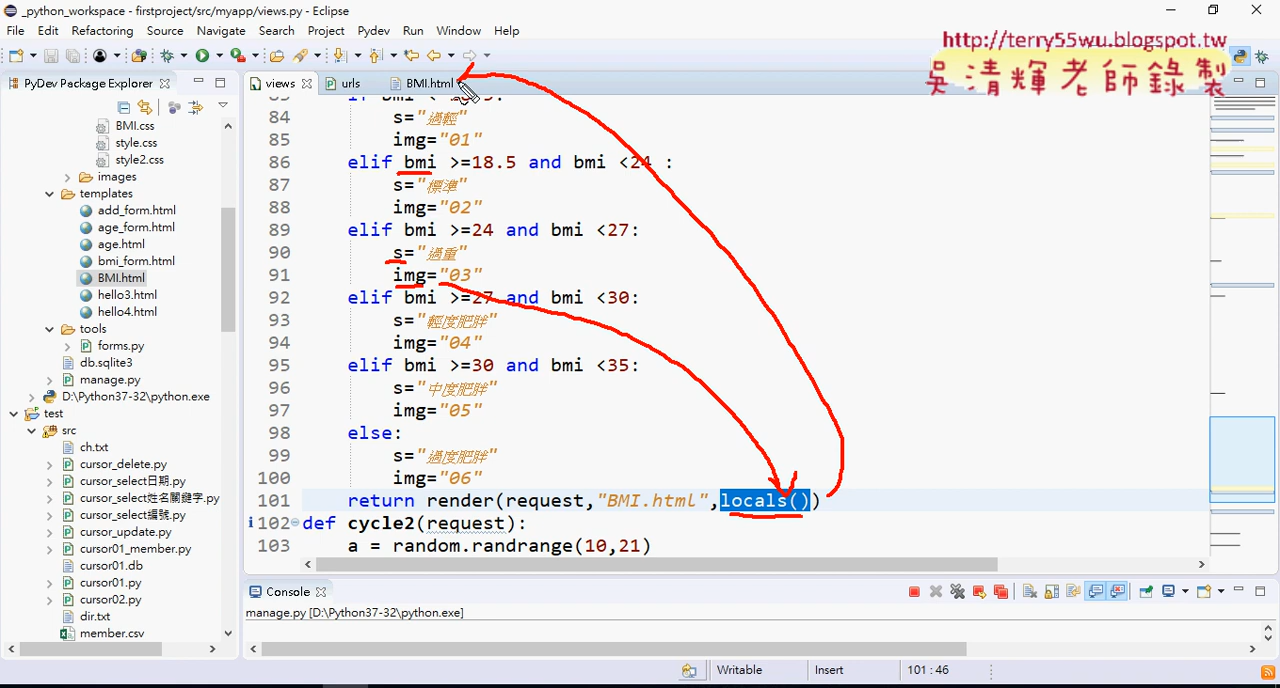 _python_workspace - firstproject/src/myapp/views.py - Eclipse
File Edit Refactoring Source Navigate Search Project Pydev Run Window Help
http://terry55wu.blogspot.tw
吳清輝老師錄製
PyDev Package Explorer
views urls BMI.html
BMI.css
style.css
style2.css
images
templates
add_form.html
age_form.html
age.html
bmi_form.html
BMI.html
hello3.html
hello4.html
tools
forms.py
db.sqlite3
manage.py
D:\Python37-32\python.exe
test
src
ch.txt
cursor_delete.py
cursor_select日期.py
cursor_select姓名關鍵字.py
cursor_select編號.py
cursor_update.py
cursor01_member.py
cursor01.db
cursor01.py
cursor02.py
dir.txt
member.csv
84 s="過輕"
85 img="01"
86 elif bmi >=18.5 and bmi <24 :
87 s="標準"
88 img="02"
89 elif bmi >=24 and bmi <27:
90 s="過重"
91 img="03"
92 elif bmi >=27 and bmi <30:
93 s="輕度肥胖"
94 img="04"
95 elif bmi >=30 and bmi <35:
96 s="中度肥胖"
97 img="05"
98 else:
99 s="過度肥胖"
100 img="06"
101 return render(request,"BMI.html",locals())
102 def cycle2(request):
103 a = random.randrange(10,21)
Console
manage.py [D:\Python37-32\python.exe]
Writable Insert 101 : 46